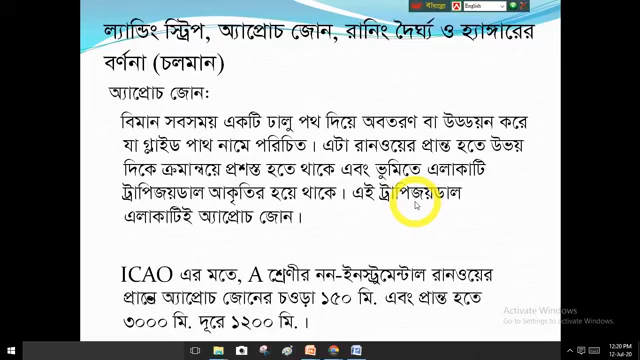 বাংলা
English
ল্যান্ডিং স্ট্রিপ, অ্যাপ্রোচ জোন, রানিং দৈর্ঘ্য ও হ্যাঙ্গারের
বর্ণনা (চলমান)
অ্যাপ্রোচ জোন:
বিমান সবসময় একটি ঢালু পথ দিয়ে অবতরণ বা উড্ডয়ন করে
যা গ্লাইড পাথ নামে পরিচিত। এটা রানওয়ের প্রান্ত হতে উভয়
দিকে ক্রমান্বয়ে প্রশস্ত হতে থাকে এবং ভূমিতে এলাকাটি
ট্রাপিজয়ডাল আকৃতির হয়ে থাকে। এই ট্রাপিজয়ডাল
এলাকাটিই অ্যাপ্রোচ জোন।
ICAO এর মতে, A শ্রেণীর নন-ইনস্ট্রুমেন্টাল রানওয়ের
প্রান্তে অ্যাপ্রোচ জোনের চওড়া ১৫০ মি. এবং প্রান্ত হতে
৩০০০ মি. দূরে ১২০০ মি.।
Activate Windows
Go to Settings to activate Windows.
12:20 PM
12-Jul-20